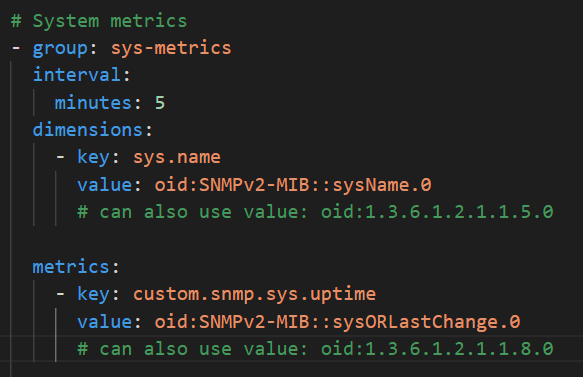 # System metrics
- group: sys-metrics
interval:
minutes: 5
dimensions:
- key: sys.name
value: oid:SNMPv2-MIB::sysName.0
# can also use value: oid:1.3.6.1.2.1.1.5.0
metrics:
- key: custom.snmp.sys.uptime
value: oid:SNMPv2-MIB::sysORLastChange.0
# can also use value: oid:1.3.6.1.2.1.1.8.0